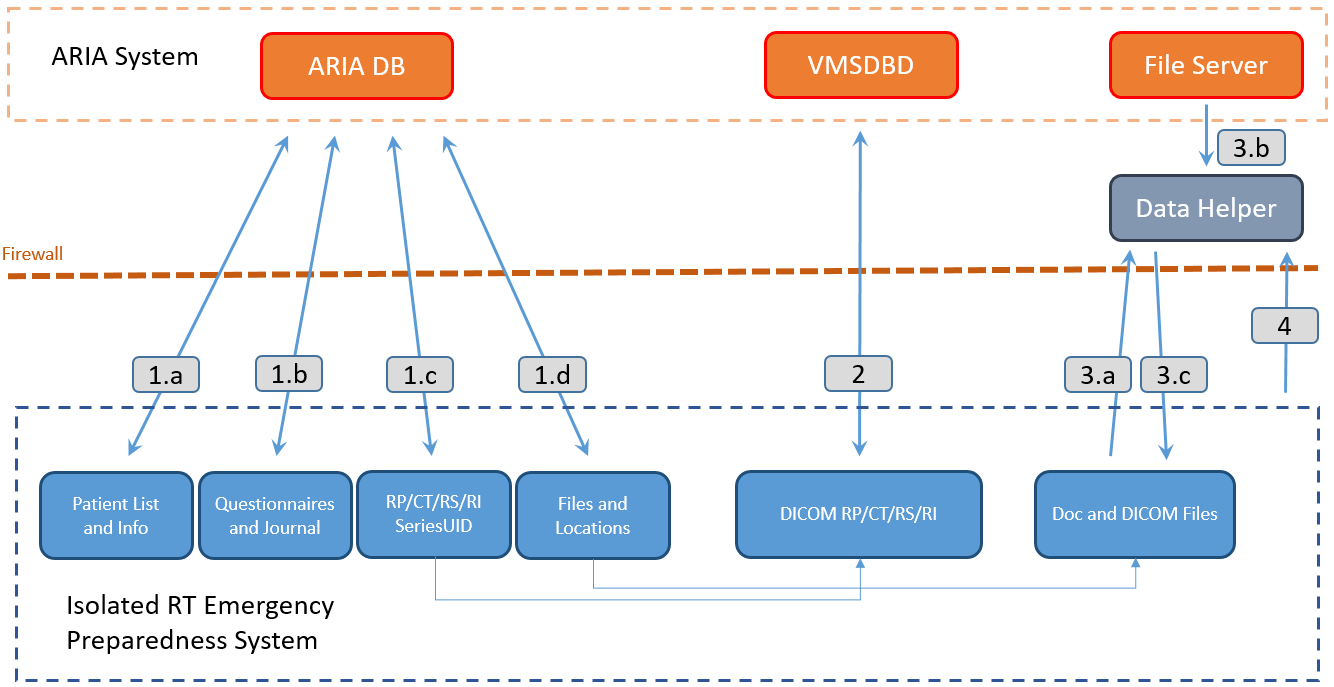 ARIA System
ARIA DB
VMSDBD
File Server
3.b
Data Helper
Firewall
4
1.a
1.b
1.c
1.d
2
3.a
3.c
Patient List
and Info
Questionnaires
and Journal
RP/CT/RS/RI
SeriesUID
Files and
Locations
DICOM RP/CT/RS/RI
Doc and DICOM Files
Isolated RT Emergency
Preparedness System